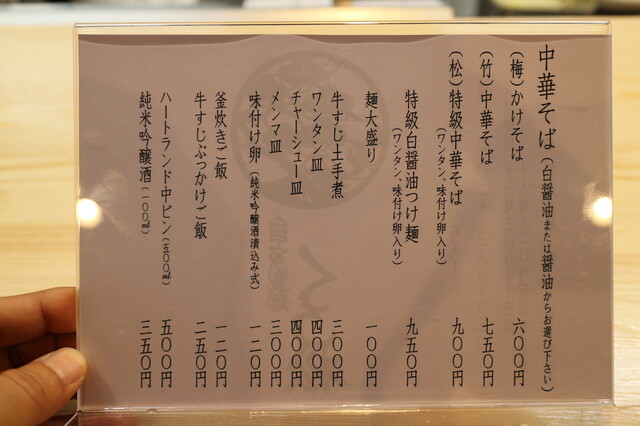 中華そば（白醤油または醤油からお選び下さい）
（梅）かけそば 六〇〇円
（竹）中華そば 七五〇円
（松）特級中華そば 九〇〇円
（ワンタン、味付け卵入り）
特級白醤油つけ麺 九五〇円
（ワンタン、味付け卵入り）
麺大盛り 一〇〇円
牛すじ土手煮 三〇〇円
ワンタン皿 四〇〇円
チャーシュー皿 四〇〇円
メンマ皿 三〇〇円
味付け卵（純米吟醸酒漬込み式） 一二〇円
釜炊きご飯 一二〇円
牛すじぶっかけご飯 二五〇円
ハートランド中ビン（五〇〇㎖） 五〇〇円
純米吟醸酒（一〇〇㎖） 三五〇円